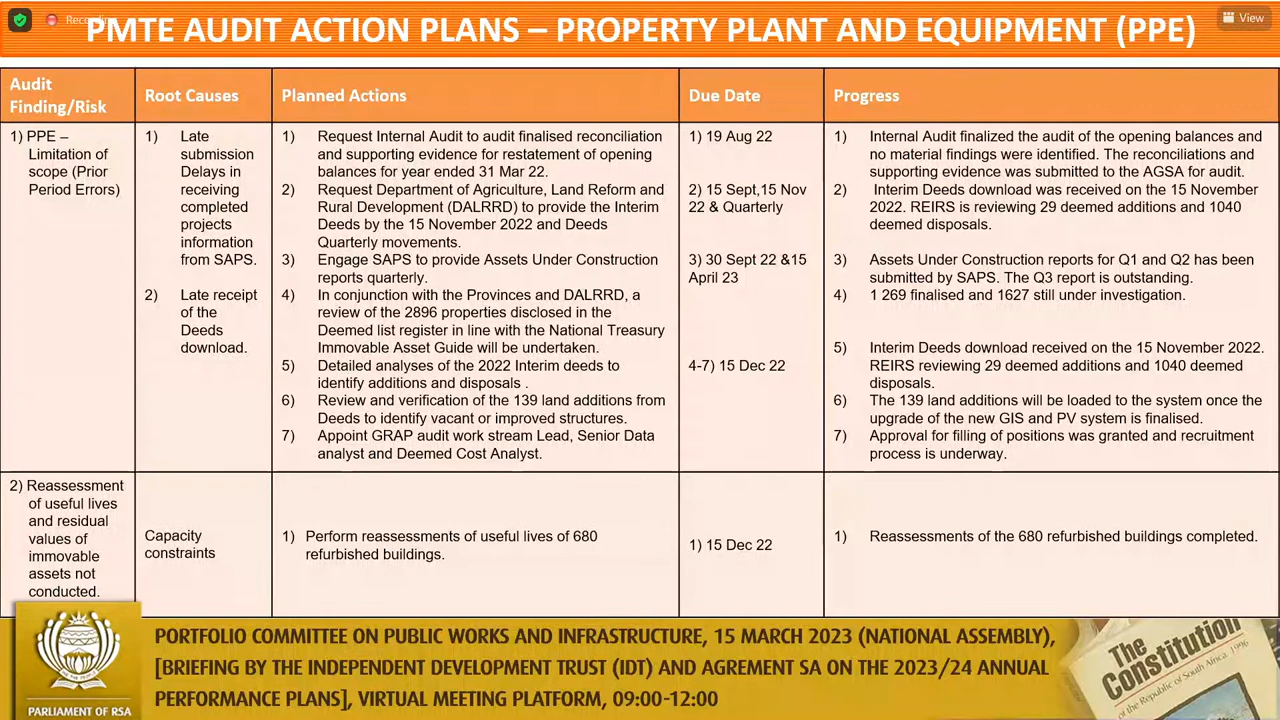 Recording
View
PMTE AUDIT ACTION PLANS – PROPERTY PLANT AND EQUIPMENT (PPE)
Audit
Finding/Risk
Root Causes
Planned Actions
Due Date
Progress
1) PPE –
Limitation of
scope (Prior
Period Errors)
1) Late
submission
Delays in
receiving
completed
projects
information
from SAPS.
2) Late receipt
of the
Deeds
download.
1) Request Internal Audit to audit finalised reconciliation
and supporting evidence for restatement of opening
balances for year ended 31 Mar 22.
2) Request Department of Agriculture, Land Reform and
Rural Development (DALRRD) to provide the Interim
Deeds by the 15 November 2022 and Deeds
Quarterly movements.
3) Engage SAPS to provide Assets Under Construction
reports quarterly.
4) In conjunction with the Provinces and DALRRD, a
review of the 2896 properties disclosed in the
Deemed list register in line with the National Treasury
Immovable Asset Guide will be undertaken.
5) Detailed analyses of the 2022 Interim deeds to
identify additions and disposals .
6) Review and verification of the 139 land additions from
Deeds to identify vacant or improved structures.
7) Appoint GRAP audit work stream Lead, Senior Data
analyst and Deemed Cost Analyst.
1) 19 Aug 22
2) 15 Sept,15 Nov
22 & Quarterly
3) 30 Sept 22 &15
April 23
4-7) 15 Dec 22
1) Internal Audit finalized the audit of the opening balances and
no material findings were identified. The reconciliations and
supporting evidence was submitted to the AGSA for audit.
2) Interim Deeds download was received on the 15 November
2022. REIRS is reviewing 29 deemed additions and 1040
deemed disposals.
3) Assets Under Construction reports for Q1 and Q2 has been
submitted by SAPS. The Q3 report is outstanding.
4) 1 269 finalised and 1627 still under investigation.
5) Interim Deeds download received on the 15 November 2022.
REIRS reviewing 29 deemed additions and 1040 deemed
disposals.
6) The 139 land additions will be loaded to the system once the
upgrade of the new GIS and PV system is finalised.
7) Approval for filling of positions was granted and recruitment
process is underway.
2) Reassessment
of useful lives
and residual
values of
immovable
assets not
conducted.
Capacity
constraints
1) Perform reassessments of useful lives of 680
refurbished buildings.
1) 15 Dec 22
1) Reassessments of the 680 refurbished buildings completed.
PORTFOLIO COMMITTEE ON PUBLIC WORKS AND INFRASTRUCTURE, 15 MARCH 2023 (NATIONAL ASSEMBLY),
[BRIEFING BY THE INDEPENDENT DEVELOPMENT TRUST (IDT) AND AGREMENT SA ON THE 2023/24 ANNUAL
PERFORMANCE PLANS], VIRTUAL MEETING PLATFORM, 09:00-12:00
PARLIAMENT OF RSA
The
Constitution
of the Republic of South Africa, 1996